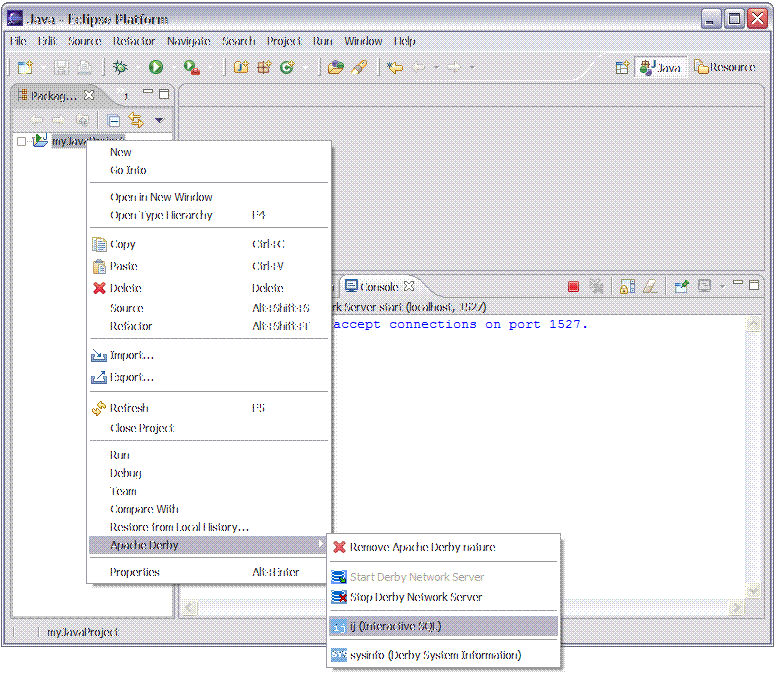 Java - Eclipse Platform
File Edit Source Refactor Navigate Search Project Run Window Help
Java Resource
Packag...
myJavaProject
New
Go Into
Open in New Window
Open Type Hierarchy F4
Copy Ctrl+C
Paste Ctrl+V
Delete Delete
Source Alt+Shift+S
Refactor Alt+Shift+T
Import...
Export...
Refresh F5
Close Project
Run
Debug
Team
Compare With
Restore from Local History...
Apache Derby
Properties Alt+Enter
Console
rk Server start (localhost, 1527)
accept connections on port 1527.
Remove Apache Derby nature
Start Derby Network Server
Stop Derby Network Server
ij ij (Interactive SQL)
SYS sysinfo (Derby System Information)
myJavaProject